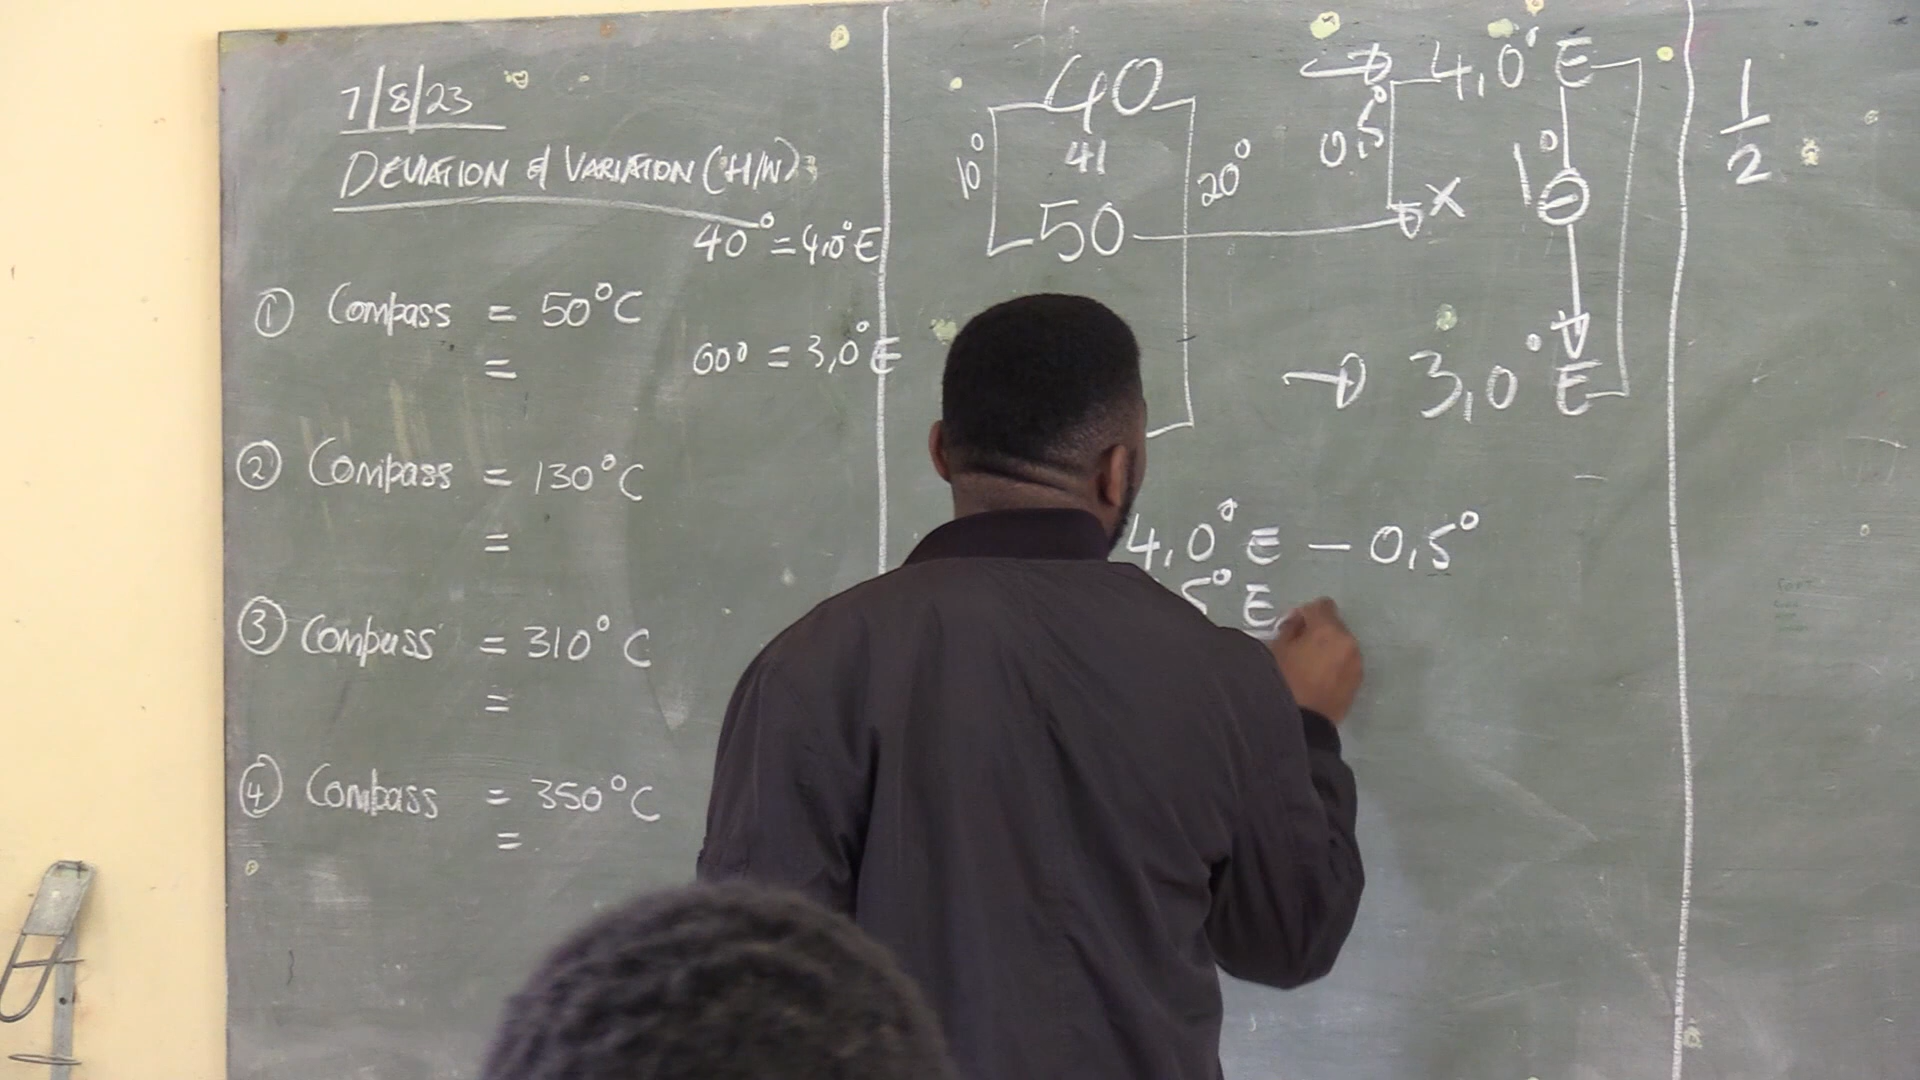 7/8/23
DEVIATION & VARIATION (H/W):
40° = 4,0° E
① Compass = 50°C
=
60° = 3,0° E
② Compass = 130°C
=
③ Compass = 310° C
=
④ Compass = 350°C
=
40
10°
41
20°
50
4,0° E
0,5°
1°
x
3,0° E
4,0° E - 0,5°
5° E
1/2